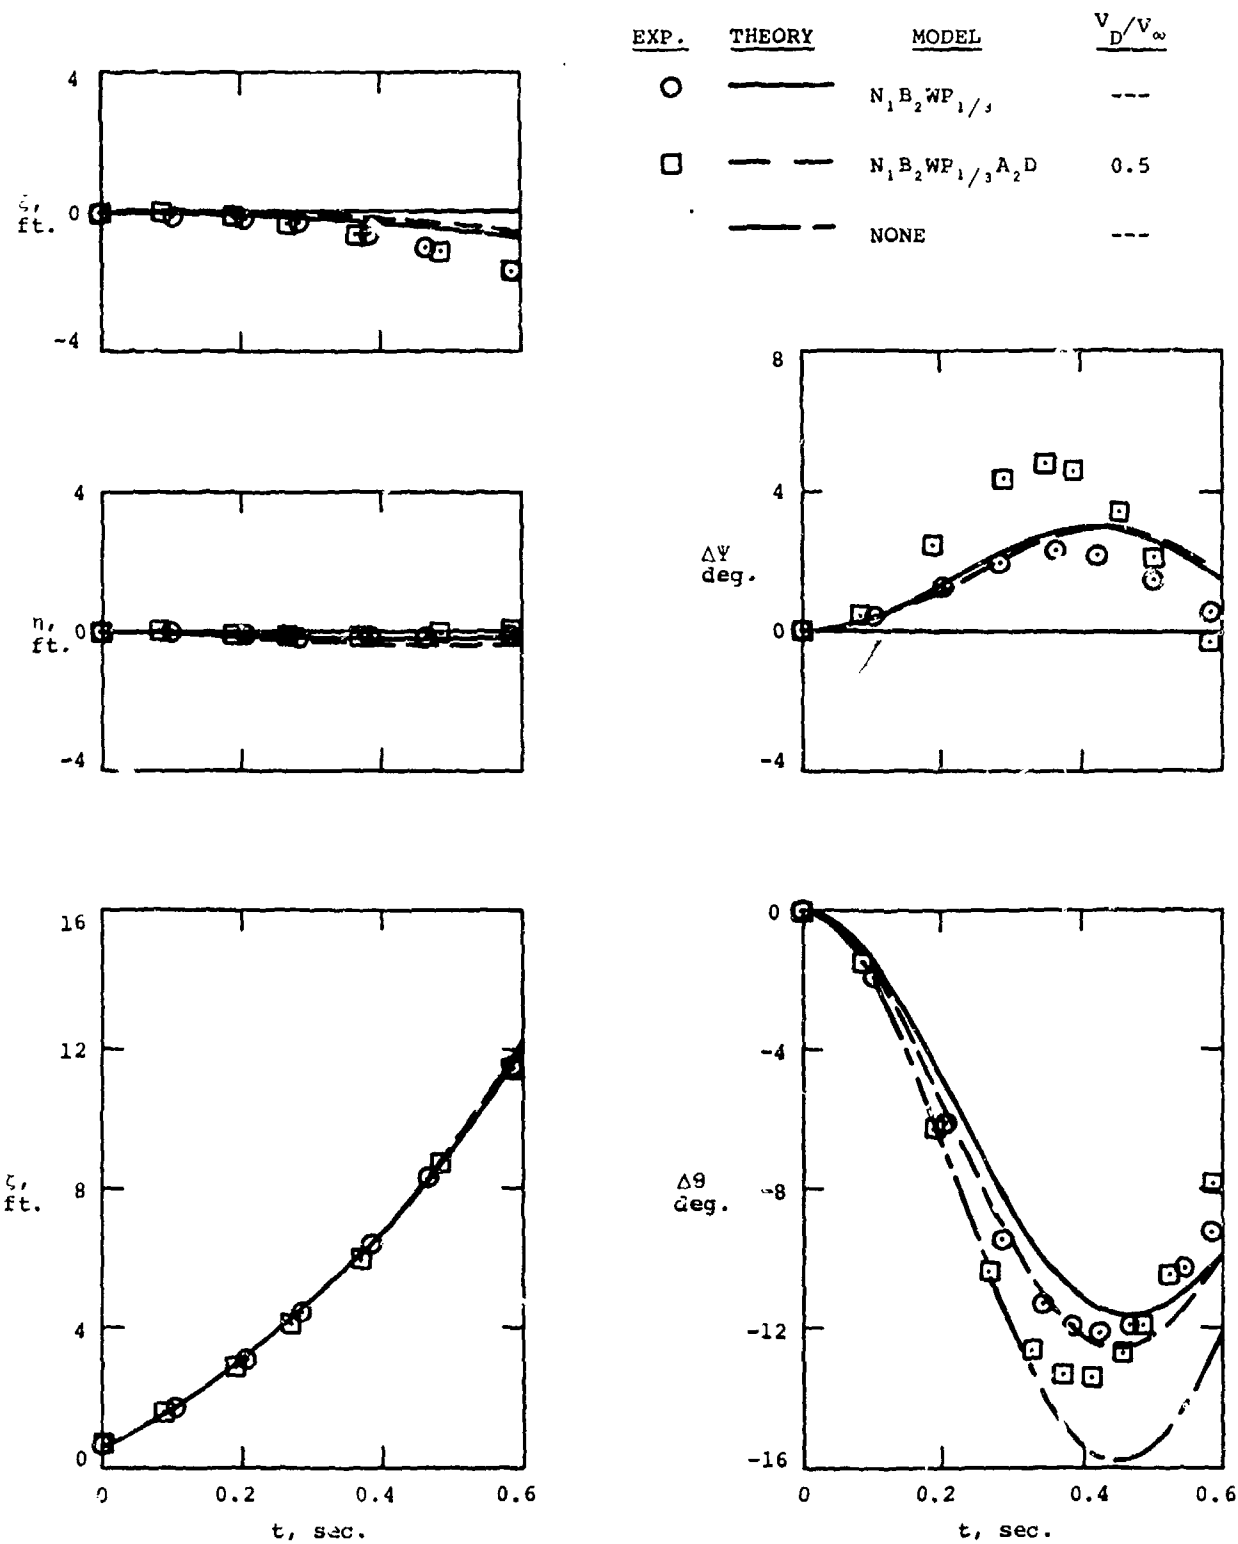 EXP. THEORY MODEL V_D/V_∞
N₁B₂WP₁/₃ ---
N₁B₂WP₁/₃A₂D 0.5
NONE ---
4
ξ,
ft.
0
-4
4
η,
ft.
0
-4
8
4
ΔΨ
deg.
0
-4
16
12
8
ζ,
ft.
4
0
0 0.2 0.4 0.6
t, sec.
0
-4
Δθ
deg.
-8
-12
-16
0 0.2 0.4 0.6
t, sec.